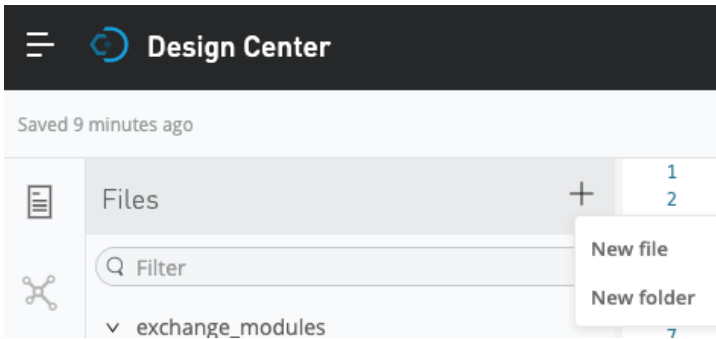 Design Center
Saved 9 minutes ago
Files
1
2
New file
Filter
New folder
exchange_modules
7